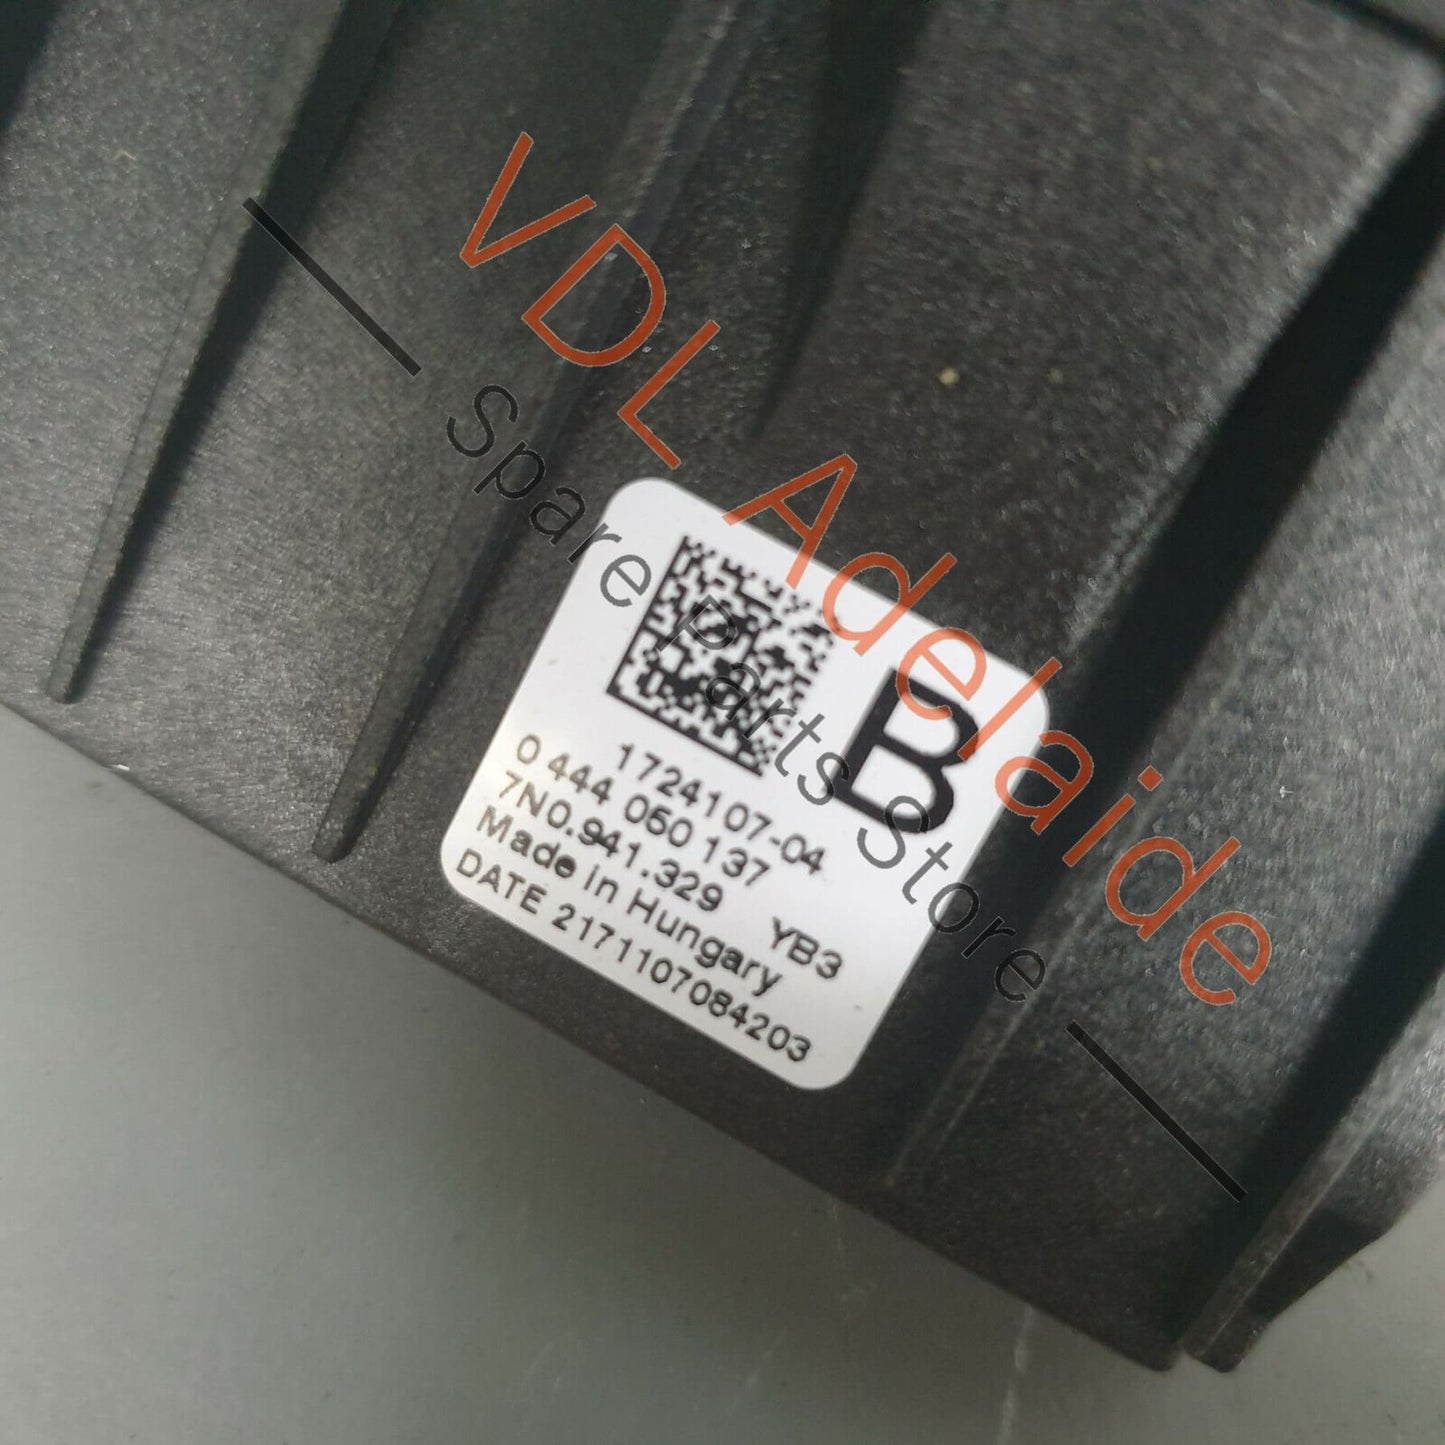 VDL Adelaide
Spare Parts Store
B
1724107-04
0 444 060 137
7N0.941.329 YB3
Made in Hungary
DATE 2171107084203